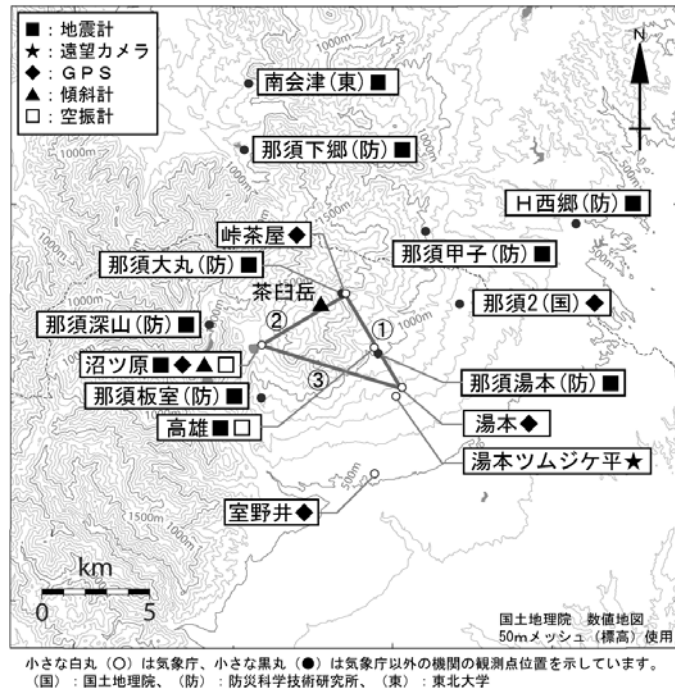 ■：地震計
★：遠望カメラ
◆：ＧＰＳ
▲：傾斜計
□：空振計
N
1000m
1000m
南会津(東)■
500m
那須下郷(防)■
1500m
H西郷(防)■
峠茶屋◆
那須甲子(防)■
那須大丸(防)■
茶臼岳
1000m
那須2(国)◆
②
那須深山(防)■
①
1000m
沼ツ原■◆▲□
③
那須湯本(防)■
那須板室(防)■
高雄■□
湯本◆
湯本ツムジケ平★
500m
室野井◆
1500m
1000m
km
0 5
国土地理院　数値地図
50mメッシュ（標高）使用
小さな白丸（○）は気象庁、小さな黒丸（●）は気象庁以外の機関の観測点位置を示しています。
（国）：国土地理院、（防）：防災科学技術研究所、（東）：東北大学